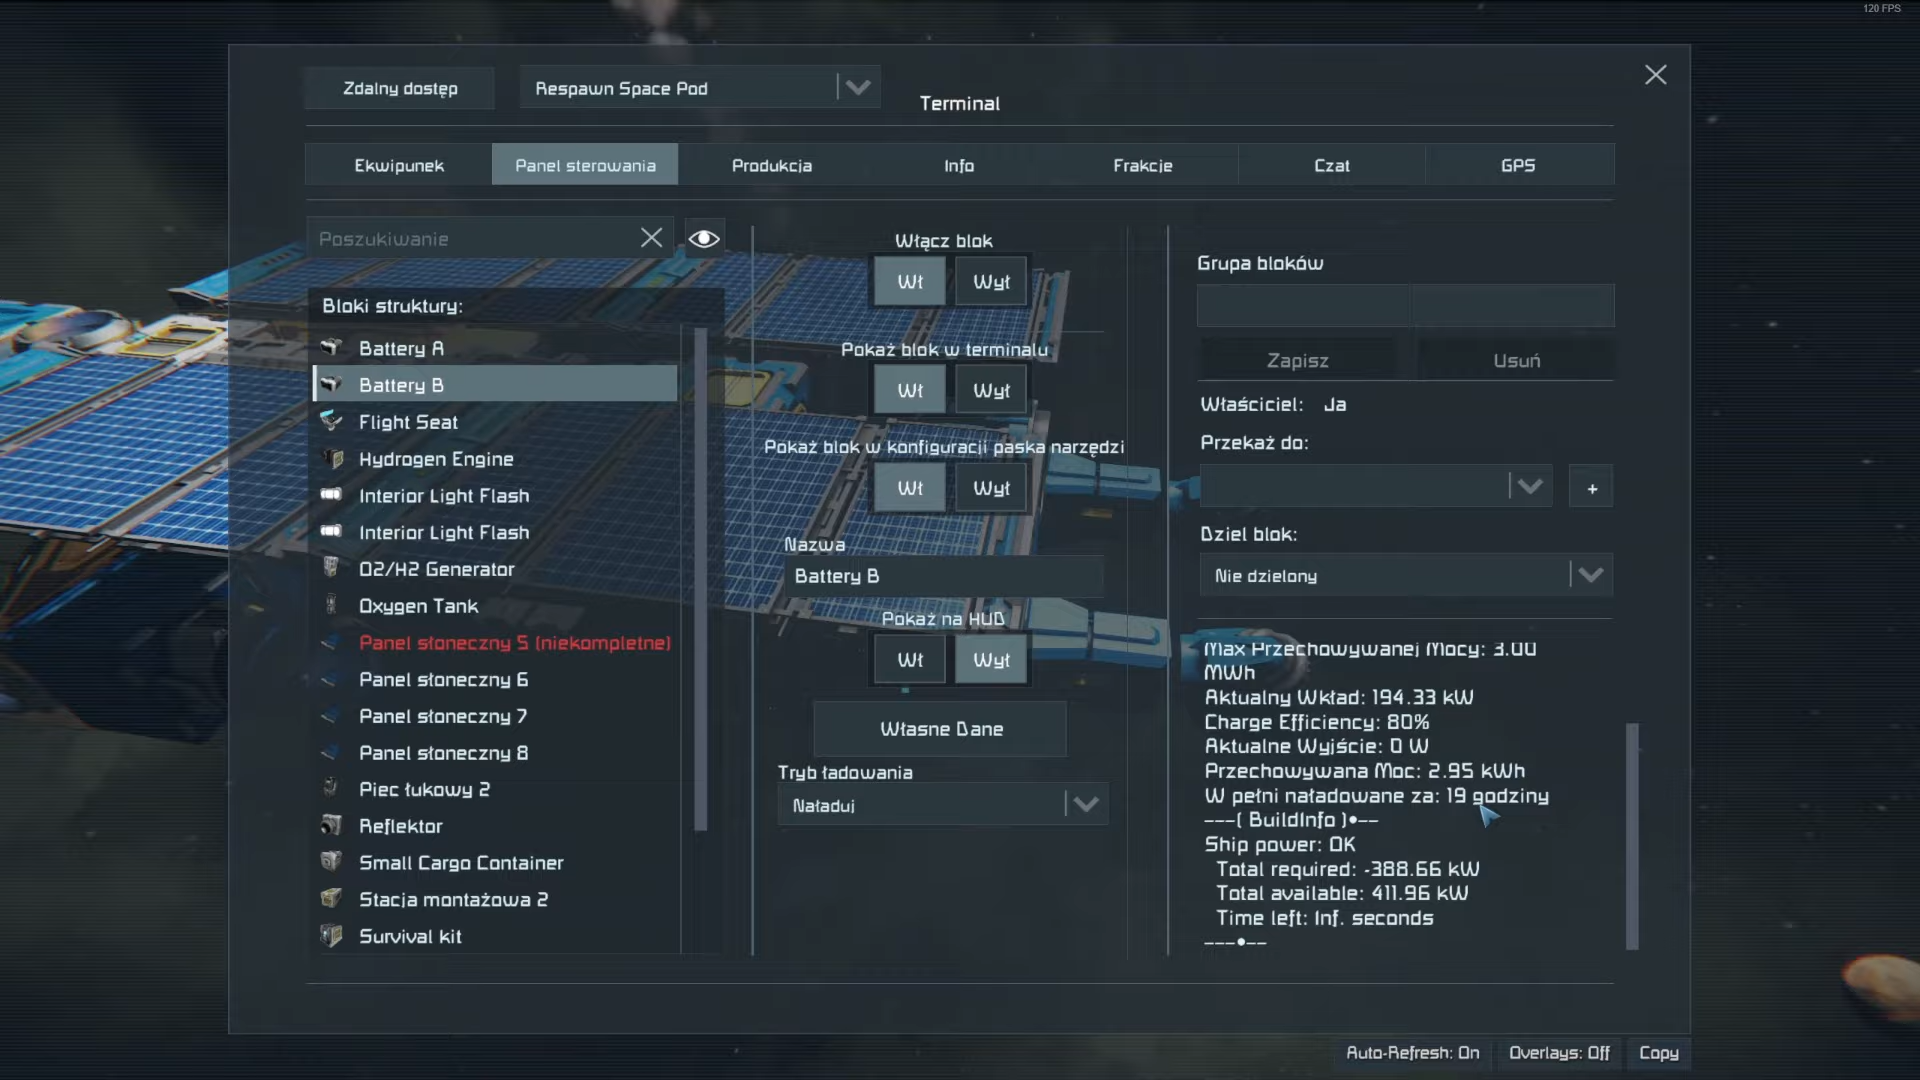 120 FPS
Zdalny dostęp
Respawn Space Pod
Terminal
Ekwipunek
Panel sterowania
Produkcja
Info
Frakcje
Czat
GPS
Poszukiwanie
Bloki struktury:
Battery A
Battery B
Flight Seat
Hydrogen Engine
Interior Light Flash
Interior Light Flash
O2/H2 Generator
Oxygen Tank
Panel słoneczny 5 (niekompletne)
Panel słoneczny 6
Panel słoneczny 7
Panel słoneczny 8
Piec łukowy 2
Reflektor
Small Cargo Container
Stacja montażowa 2
Survival kit
Włącz blok
Wł
Wył
Pokaż blok w terminalu
Wł
Wył
Pokaż blok w konfiguracji paska narzędzi
Wł
Wył
Nazwa
Battery B
Pokaż na HUD
Wł
Wył
Własne Dane
Tryb ładowania
Naładuj
Grupa bloków
Zapisz
Usuń
Właściciel: Ja
Przekaż do:
+
Dziel blok:
Nie dzielony
Max Przechowywanej Mocy: 3.00
MWh
Aktualny Wkład: 194.33 kW
Charge Efficiency: 80%
Aktualne Wyjście: 0 W
Przechowywana Moc: 2.95 kWh
W pełni naładowane za: 19 godziny
---( BuildInfo )•--
Ship power: OK
Total required: -388.66 kW
Total available: 411.96 kW
Time left: Inf. seconds
---•--
Auto-Refresh: On
Overlays: Off
Copy